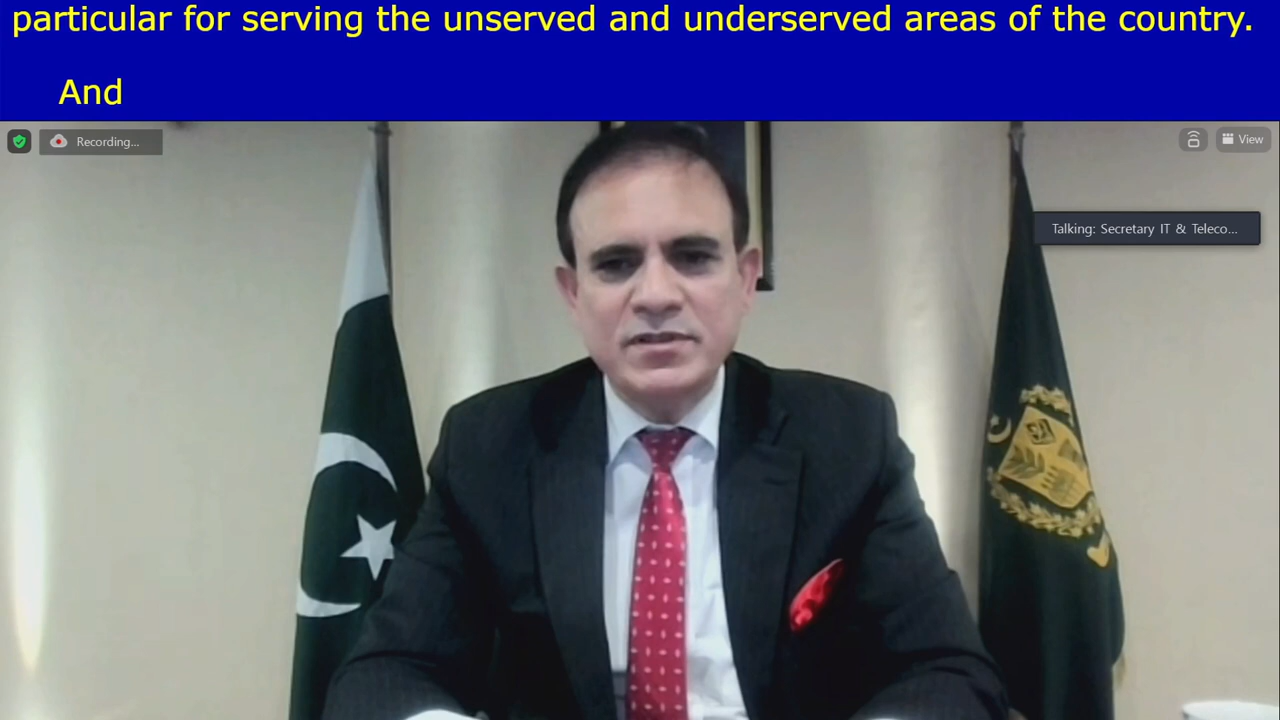 particular for serving the unserved and underserved areas of the country.
And
Recording...
View
Talking: Secretary IT & Teleco...